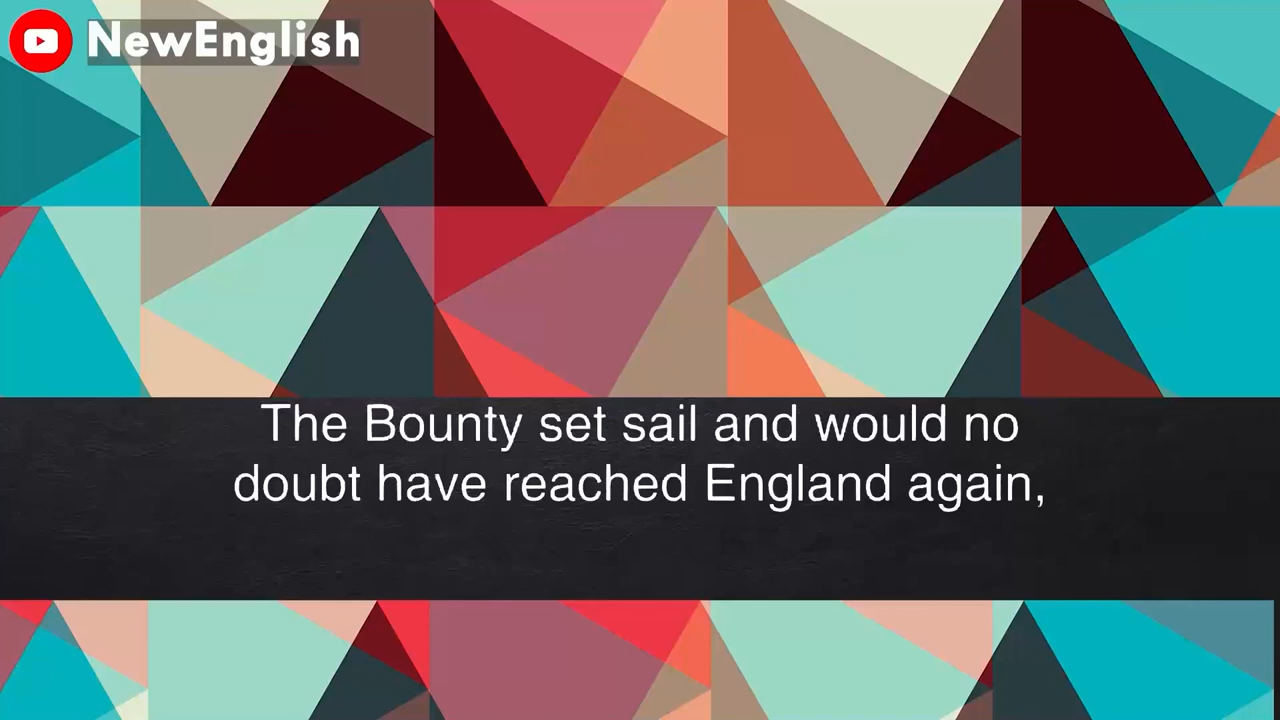 NewEnglish
The Bounty set sail and would no
doubt have reached England again,